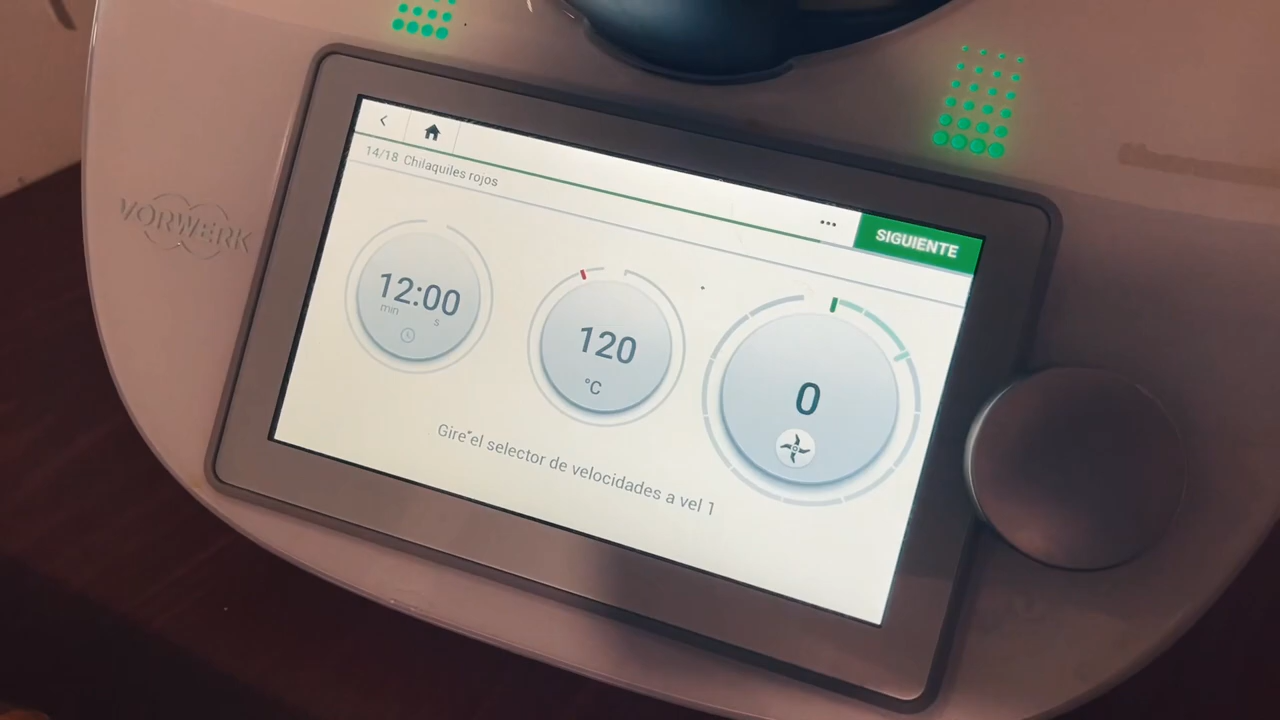 VORWERK
14/18 Chilaquiles rojos
SIGUIENTE
12:00
min s
120
°C
0
Gire el selector de velocidades a vel 1